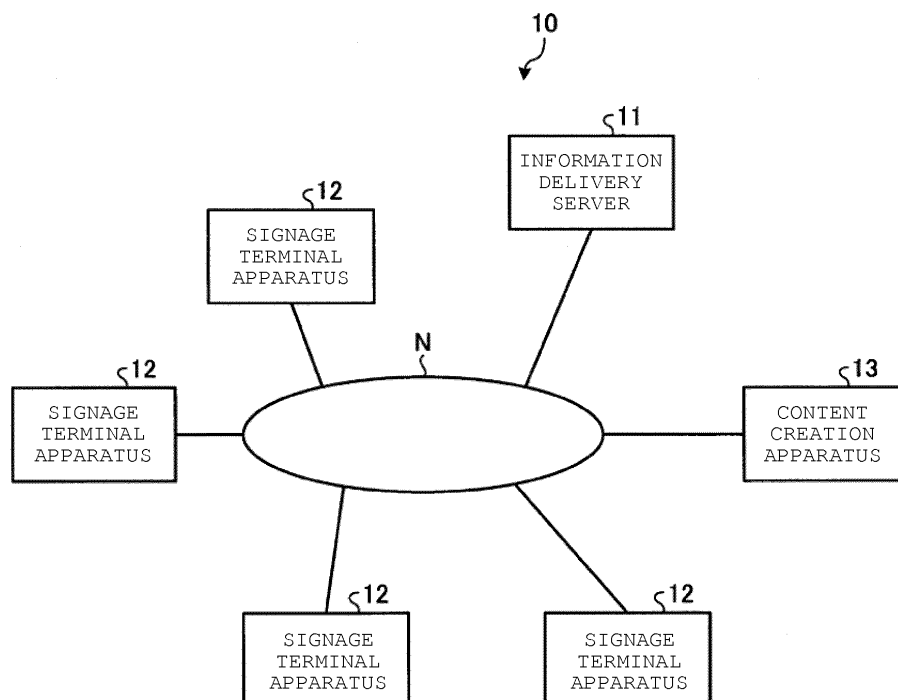 10
11
INFORMATION
DELIVERY
SERVER
12
SIGNAGE
TERMINAL
APPARATUS
N
12
SIGNAGE
TERMINAL
APPARATUS
13
CONTENT
CREATION
APPARATUS
12
SIGNAGE
TERMINAL
APPARATUS
12
SIGNAGE
TERMINAL
APPARATUS